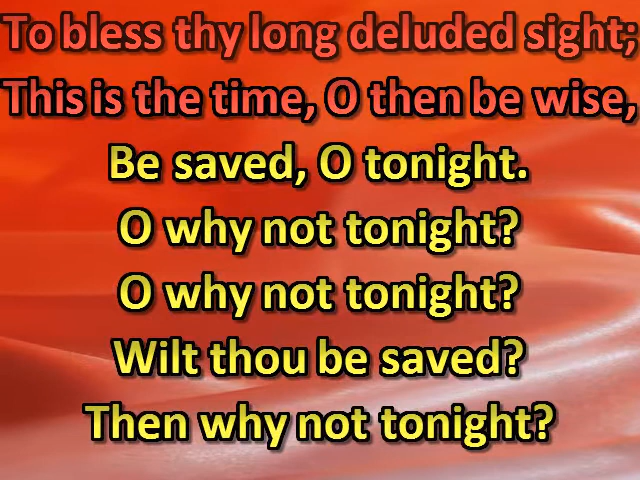 To bless thy long deluded sight;
This is the time, O then be wise,
Be saved, O tonight.
O why not tonight?
O why not tonight?
Wilt thou be saved?
Then why not tonight?